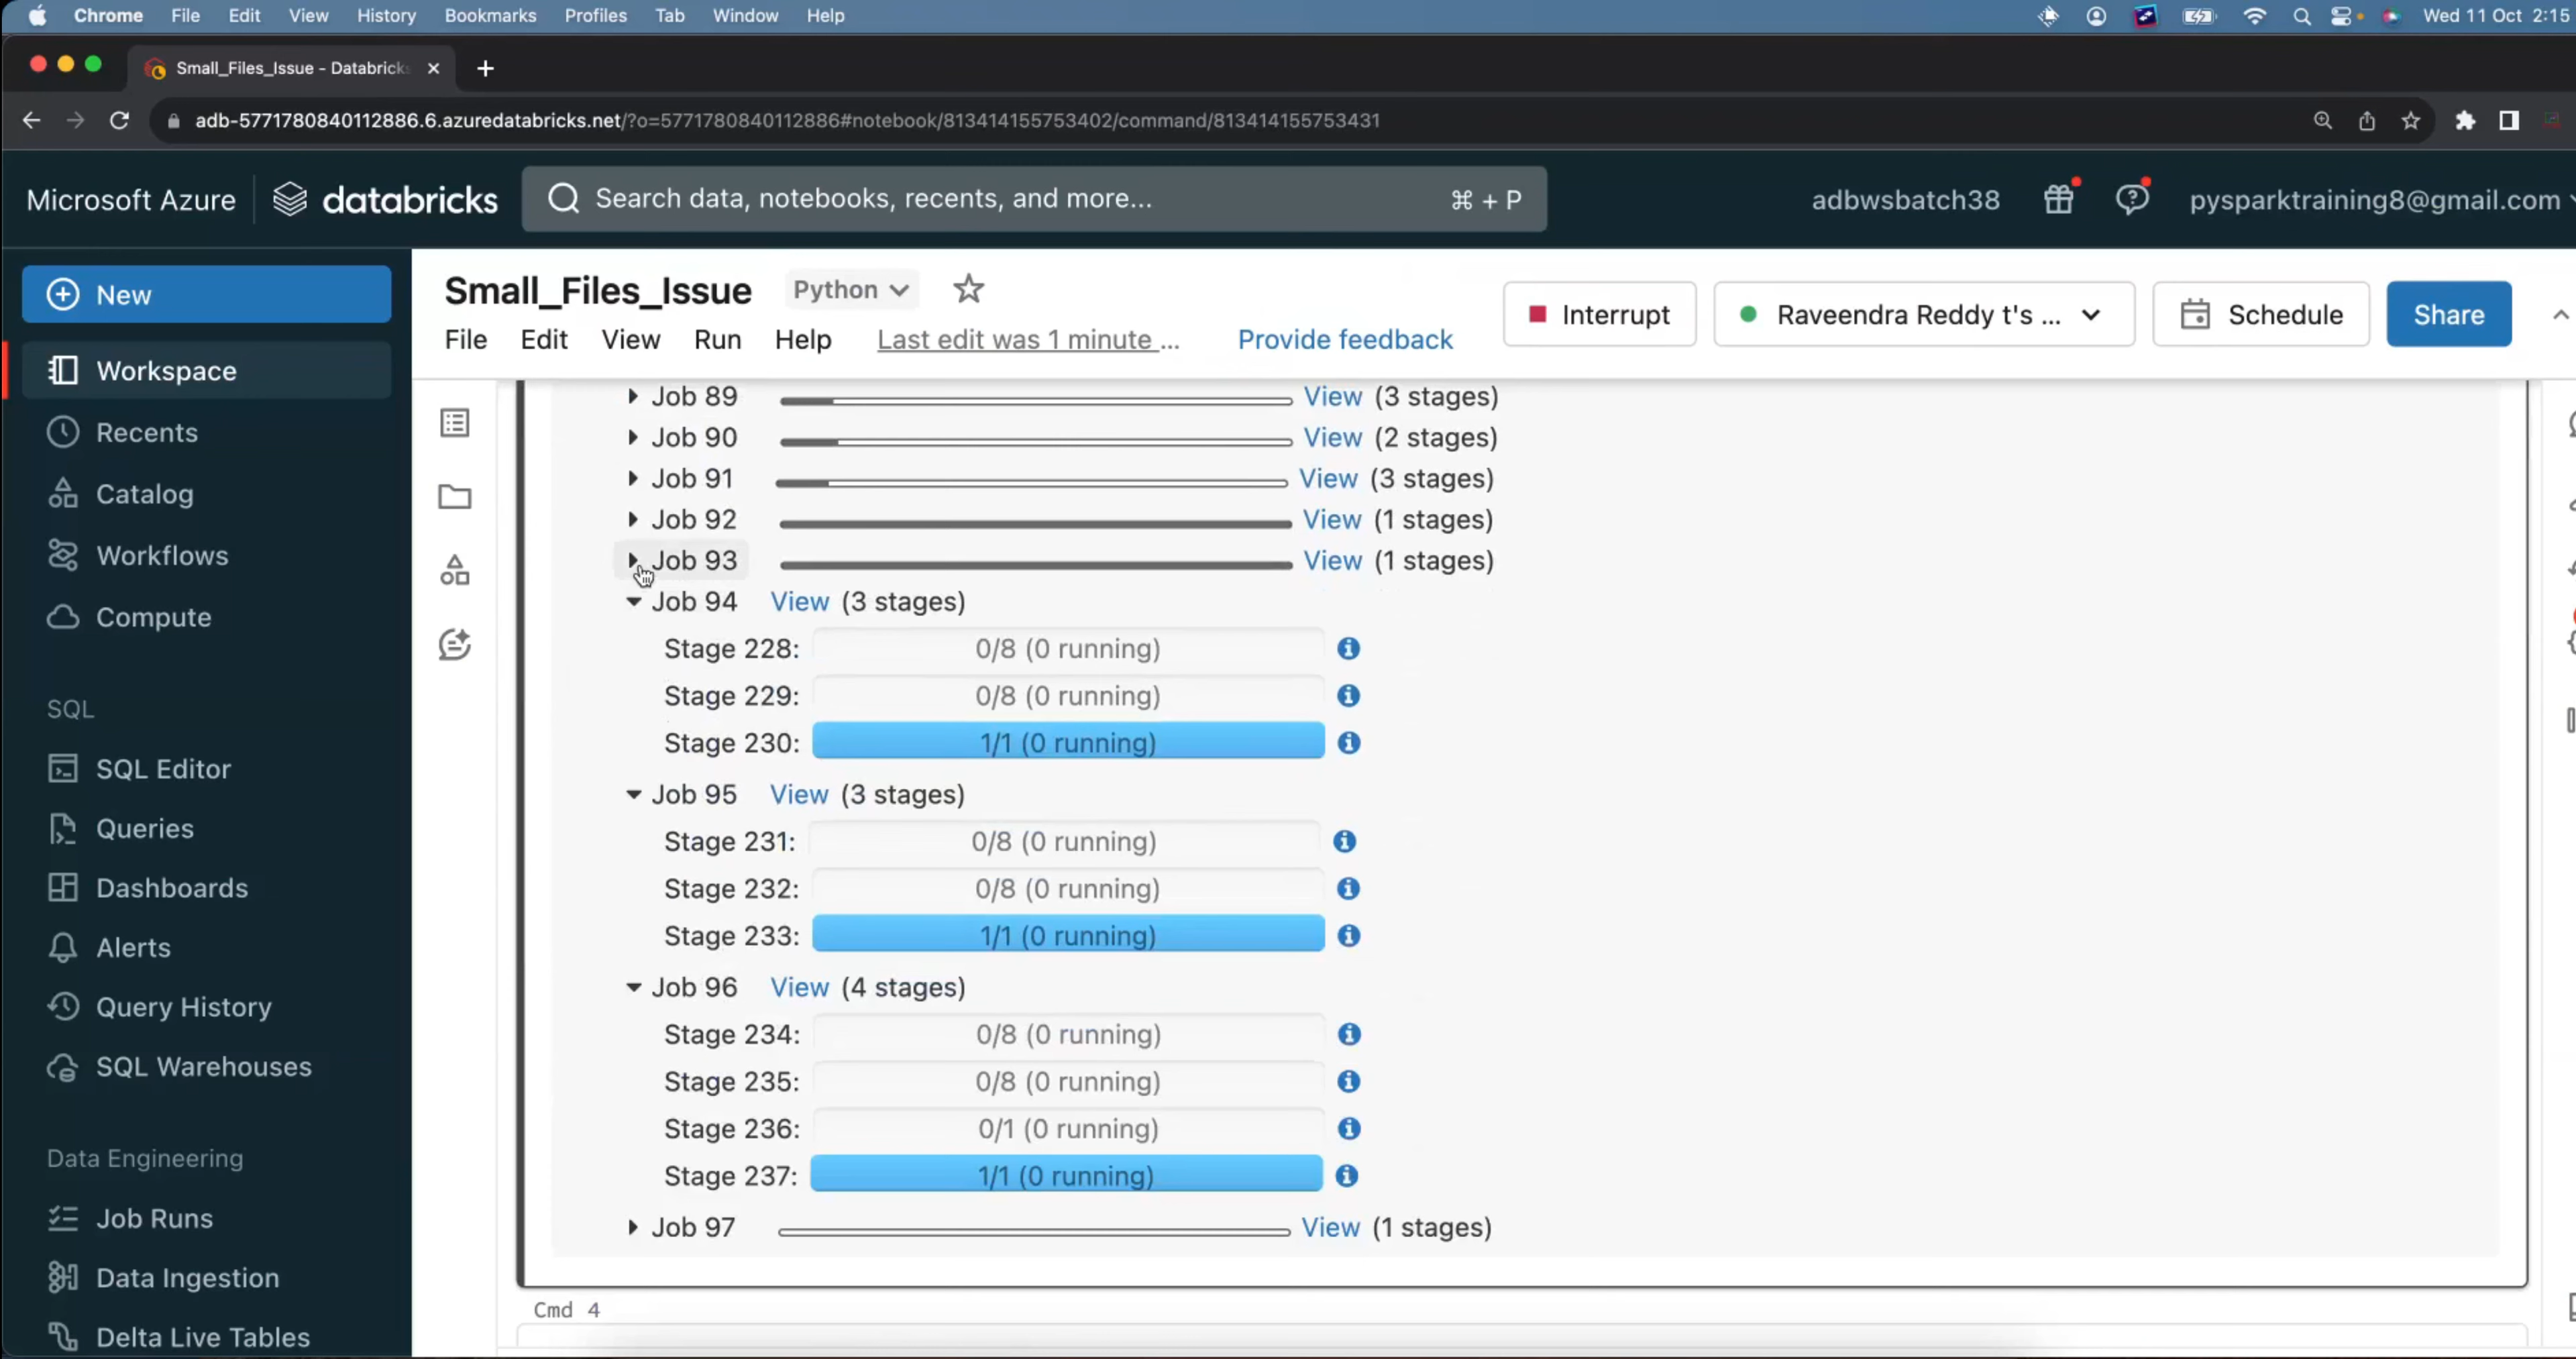 Chrome File Edit View History Bookmarks Profiles Tab Window Help Wed 11 Oct 2:15
Small_Files_Issue - Databricks
adb-5771780840112886.6.azuredatabricks.net/?o=5771780840112886#notebook/813414155753402/command/813414155753431
Microsoft Azure databricks Search data, notebooks, recents, and more... ⌘ + P adbwsbatch38 pysparktraining8@gmail.com
New
Workspace
Recents
Catalog
Workflows
Compute
SQL
SQL Editor
Queries
Dashboards
Alerts
Query History
SQL Warehouses
Data Engineering
Job Runs
Data Ingestion
Delta Live Tables
Small_Files_Issue Python
File Edit View Run Help Last edit was 1 minute ... Provide feedback
Interrupt Raveendra Reddy t's ... Schedule Share
Job 89 View (3 stages)
Job 90 View (2 stages)
Job 91 View (3 stages)
Job 92 View (1 stages)
Job 93 View (1 stages)
Job 94 View (3 stages)
Stage 228: 0/8 (0 running)
Stage 229: 0/8 (0 running)
Stage 230: 1/1 (0 running)
Job 95 View (3 stages)
Stage 231: 0/8 (0 running)
Stage 232: 0/8 (0 running)
Stage 233: 1/1 (0 running)
Job 96 View (4 stages)
Stage 234: 0/8 (0 running)
Stage 235: 0/8 (0 running)
Stage 236: 0/1 (0 running)
Stage 237: 1/1 (0 running)
Job 97 View (1 stages)
Cmd 4